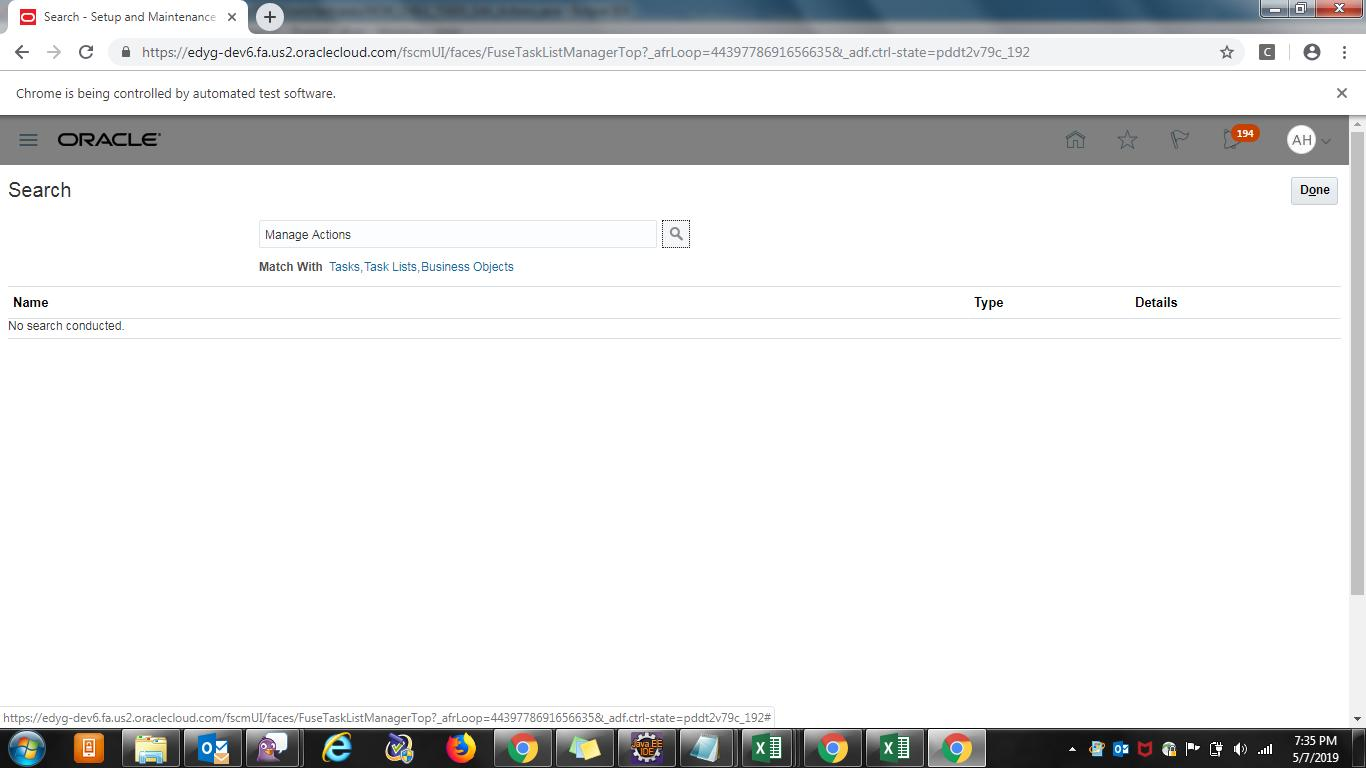 Search - Setup and Maintenance
https://edyg-dev6.fa.us2.oraclecloud.com/fscmUI/faces/FuseTaskListManagerTop?_afrLoop=4439778691656635&_adf.ctrl-state=pddt2v79c_192
C
Chrome is being controlled by automated test software.
ORACLE
194
AH
Search
Done
Manage Actions
Match With Tasks, Task Lists, Business Objects
Name Type Details
No search conducted.
https://edyg-dev6.fa.us2.oraclecloud.com/fscmUI/faces/FuseTaskListManagerTop?_afrLoop=4439778691656635&_adf.ctrl-state=pddt2v79c_192#
Java EE
IDE
7:35 PM
5/7/2019